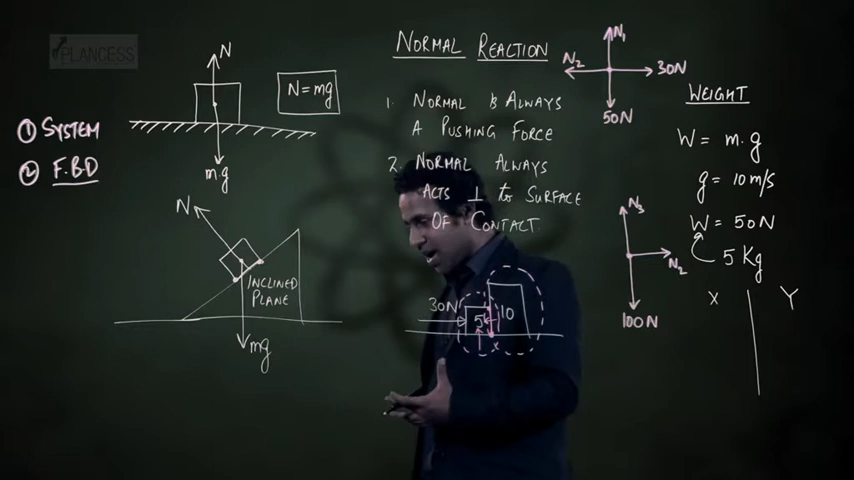 PLANCESS
① SYSTEM
② F.B.D
N
N = mg
mg
N
INCLINED
PLANE
mg
NORMAL REACTION
1. NORMAL IS ALWAYS
A PUSHING FORCE
2. NORMAL ALWAYS
ACTS ⊥ to SURFACE
OF CONTACT.
30N
5
10
N₁
N₂
30N
50N
N₃
N₂
100N
WEIGHT
W = m.g
g = 10 m/s
W = 50N
5 Kg
X Y